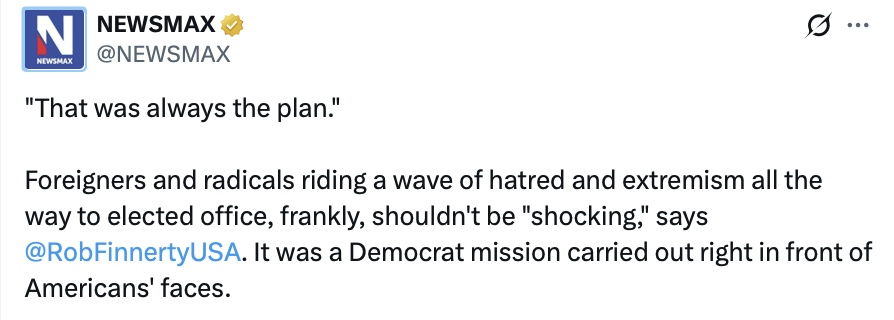 NEWSMAX
@NEWSMAX
NEWSMAX
"That was always the plan."
Foreigners and radicals riding a wave of hatred and extremism all the
way to elected office, frankly, shouldn't be "shocking," says
@RobFinnertyUSA. It was a Democrat mission carried out right in front of
Americans' faces.